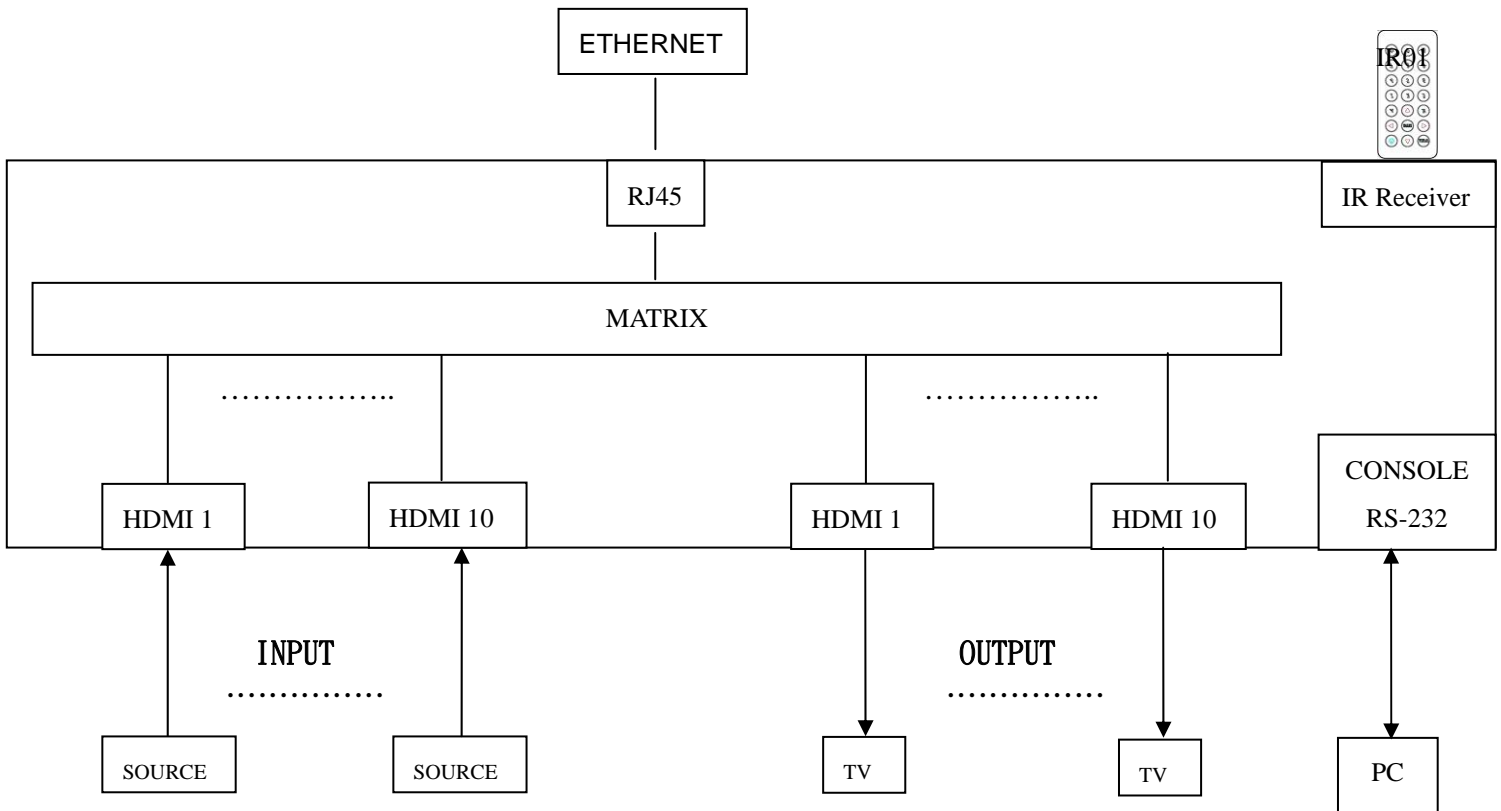 ETHERNET
IR01
RJ45
IR Receiver
MATRIX
……………..
……………..
HDMI 1
HDMI 10
HDMI 1
HDMI 10
CONSOLE
RS-232
INPUT
……………
OUTPUT
……………
SOURCE
SOURCE
TV
TV
PC